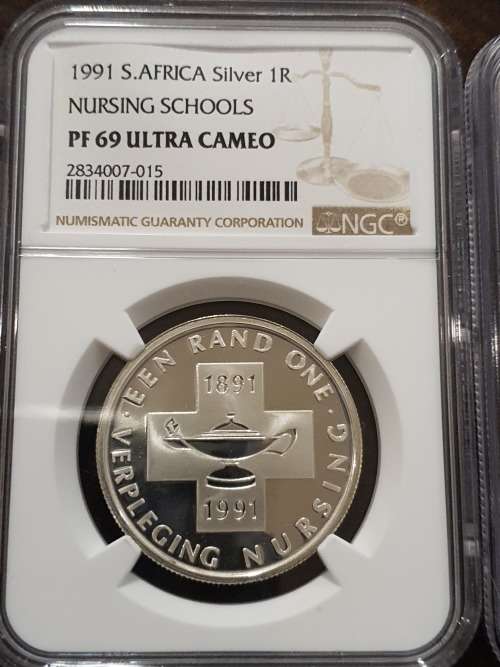 1991 S.AFRICA Silver 1R
NURSING SCHOOLS
PF 69 ULTRA CAMEO
2834007-015
NUMISMATIC GUARANTY CORPORATION
NGC®
· EEN RAND ONE ·
1891
1991
VERPLEGING NURSING